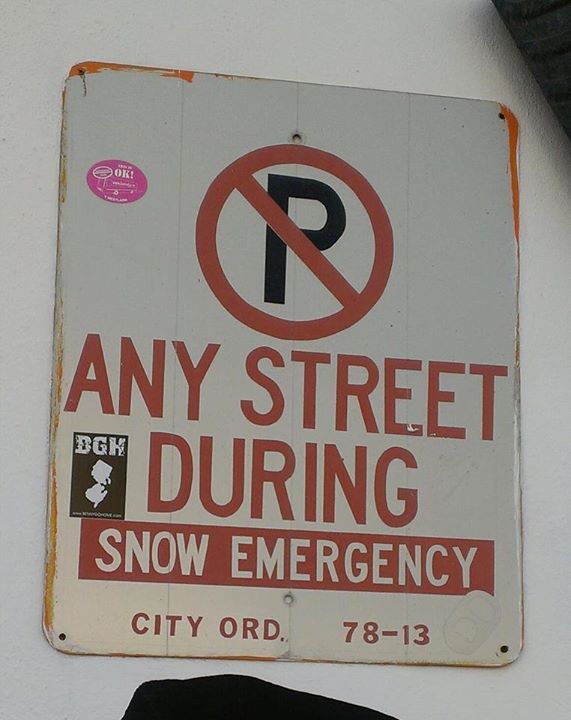 OK!
P
ANY STREET
DURING
BGH
SNOW EMERGENCY
CITY ORD. 78-13